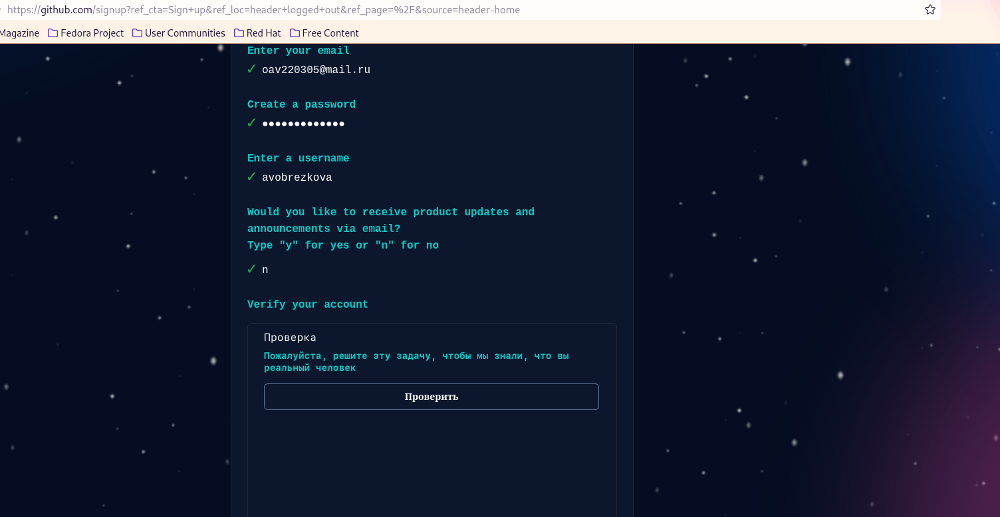 https://github.com/signup?ref_cta=Sign+up&ref_loc=header+logged+out&ref_page=%2F&source=header-home
Magazine Fedora Project User Communities Red Hat Free Content
Enter your email
✓ oav220305@mail.ru
Create a password
✓ ●●●●●●●●●●●●●
Enter a username
✓ avobrezkova
Would you like to receive product updates and
announcements via email?
Type "y" for yes or "n" for no
✓ n
Verify your account
Проверка
Пожалуйста, решите эту задачу, чтобы мы знали, что вы
реальный человек
Проверить